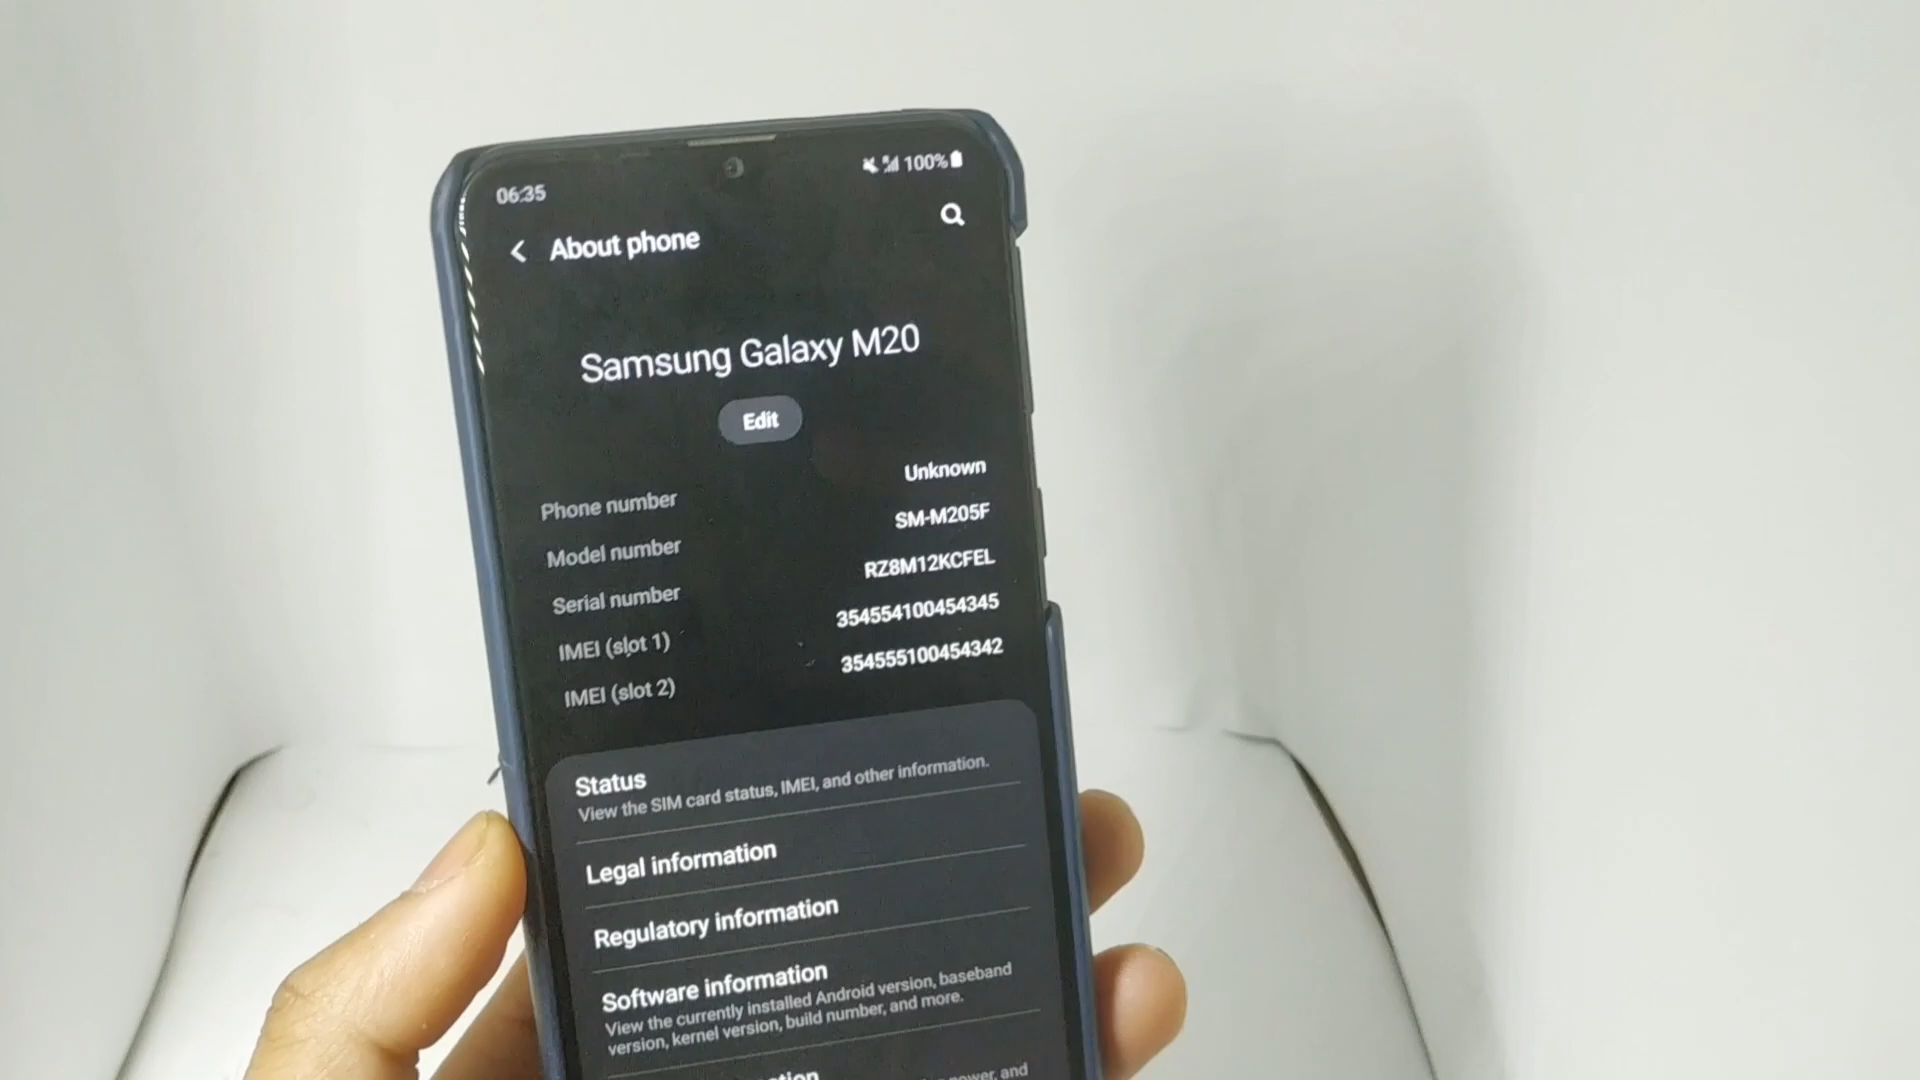 06:35
100%
About phone
Samsung Galaxy M20
Edit
Phone number Unknown
Model number SM-M205F
Serial number RZ8M12KCFEL
IMEI (slot 1) 354554100454345
IMEI (slot 2) 354555100454342
Status
View the SIM card status, IMEI, and other information.
Legal information
Regulatory information
Software information
View the currently installed Android version, baseband
version, kernel version, build number, and more.
power, and